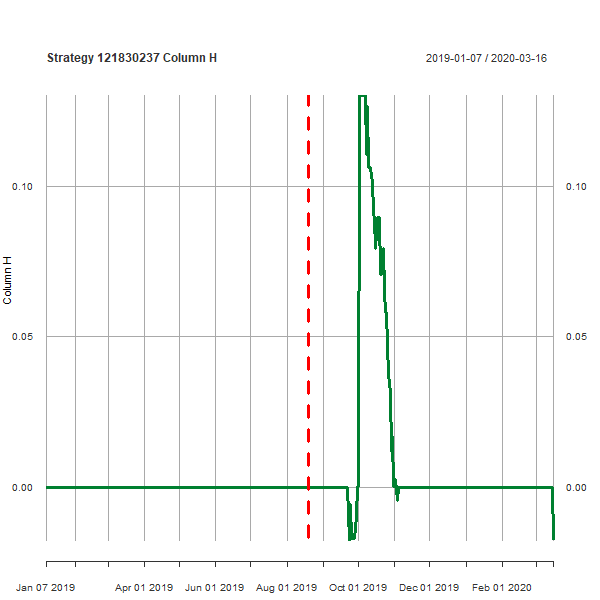 Strategy 121830237 Column H
2019-01-07 / 2020-03-16
0.10
0.10
Column H
0.05
0.05
0.00
0.00
Jan 07 2019
Apr 01 2019
Jun 01 2019
Aug 01 2019
Oct 01 2019
Dec 01 2019
Feb 01 2020